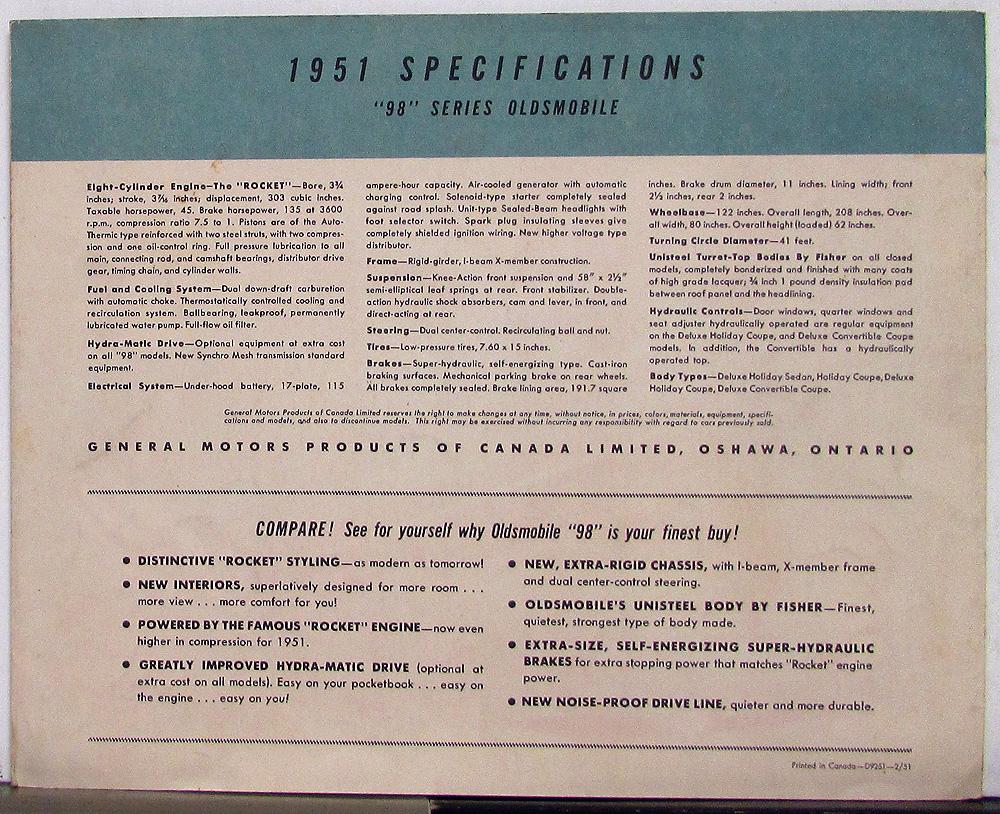 1951 SPECIFICATIONS
"98" SERIES OLDSMOBILE
Eight-Cylinder Engine—The "ROCKET"—Bore, 3¾
inches; stroke, 3⁷⁄₁₆ inches; displacement, 303 cubic inches.
Taxable horsepower, 45. Brake horsepower, 135 at 3600
r.p.m., compression ratio 7.5 to 1. Pistons are of the Auto-
Thermic type reinforced with two steel struts, with two compres-
sion and one oil-control ring. Full pressure lubrication to all
main, connecting rod, and camshaft bearings, distributor drive
gear, timing chain, and cylinder walls.
Fuel and Cooling System—Dual down-draft carburetion
with automatic choke. Thermostatically controlled cooling and
recirculation system. Ballbearing, leakproof, permanently
lubricated water pump. Full-flow oil filter.
Hydra-Matic Drive—Optional equipment at extra cost
on all "98" models. New Synchro Mesh transmission standard
equipment.
Electrical System—Under-hood battery, 17-plate, 115
ampere-hour capacity. Air-cooled generator with automatic
charging control. Solenoid-type starter completely sealed
against road splash. Unit-type Sealed-Beam headlights with
foot selector switch. Spark plug insulating sleeves give
completely shielded ignition wiring. New higher voltage type
distributor.
Frame—Rigid-girder, I-beam X-member construction.
Suspension—Knee-Action front suspension and 58" x 2½"
semi-elliptical leaf springs at rear. Front stabilizer. Double-
action hydraulic shock absorbers, cam and lever, in front, and
direct-acting at rear.
Steering—Dual center-control. Recirculating ball and nut.
Tires—Low-pressure tires, 7.60 x 15 inches.
Brakes—Super-hydraulic, self-energizing type. Cast-iron
braking surfaces. Mechanical parking brake on rear wheels.
All brakes completely sealed. Brake lining area, 191.7 square
inches. Brake drum diameter, 11 inches. Lining width; front
2½ inches, rear 2 inches.
Wheelbase—122 inches. Overall length, 208 inches. Over-
all width, 80 inches. Overall height (loaded) 62 inches.
Turning Circle Diameter—41 feet.
Unisteel Turret-Top Bodies By Fisher on all closed
models, completely bonderized and finished with many coats
of high grade lacquer; ¾ inch 1 pound density insulation pad
between roof panel and the headlining.
Hydraulic Controls—Door windows, quarter windows and
seat adjuster hydraulically operated are regular equipment
on the Deluxe Holiday Coupe, and Deluxe Convertible Coupe
models. In addition, the Convertible has a hydraulically
operated top.
Body Types—Deluxe Holiday Sedan, Holiday Coupe, Deluxe
Holiday Coupe, Deluxe Convertible Coupe.
General Motors Products of Canada Limited reserves the right to make changes at any time, without notice, in prices, colors, materials, equipment, specifi-
cations and models, and also to discontinue models. This right may be exercised without incurring any responsibility with regard to cars previously sold.
GENERAL MOTORS PRODUCTS OF CANADA LIMITED, OSHAWA, ONTARIO
COMPARE! See for yourself why Oldsmobile "98" is your finest buy!
● DISTINCTIVE "ROCKET" STYLING—as modern as tomorrow!
● NEW INTERIORS, superlatively designed for more room . . .
more view . . . more comfort for you!
● POWERED BY THE FAMOUS "ROCKET" ENGINE—now even
higher in compression for 1951.
● GREATLY IMPROVED HYDRA-MATIC DRIVE (optional at
extra cost on all models). Easy on your pocketbook . . . easy on
the engine . . . easy on you!
● NEW, EXTRA-RIGID CHASSIS, with I-beam, X-member frame
and dual center-control steering.
● OLDSMOBILE'S UNISTEEL BODY BY FISHER—Finest,
quietest, strongest type of body made.
● EXTRA-SIZE, SELF-ENERGIZING SUPER-HYDRAULIC
BRAKES for extra stopping power that matches "Rocket" engine
power.
● NEW NOISE-PROOF DRIVE LINE, quieter and more durable.
Printed in Canada—D9251—2/51